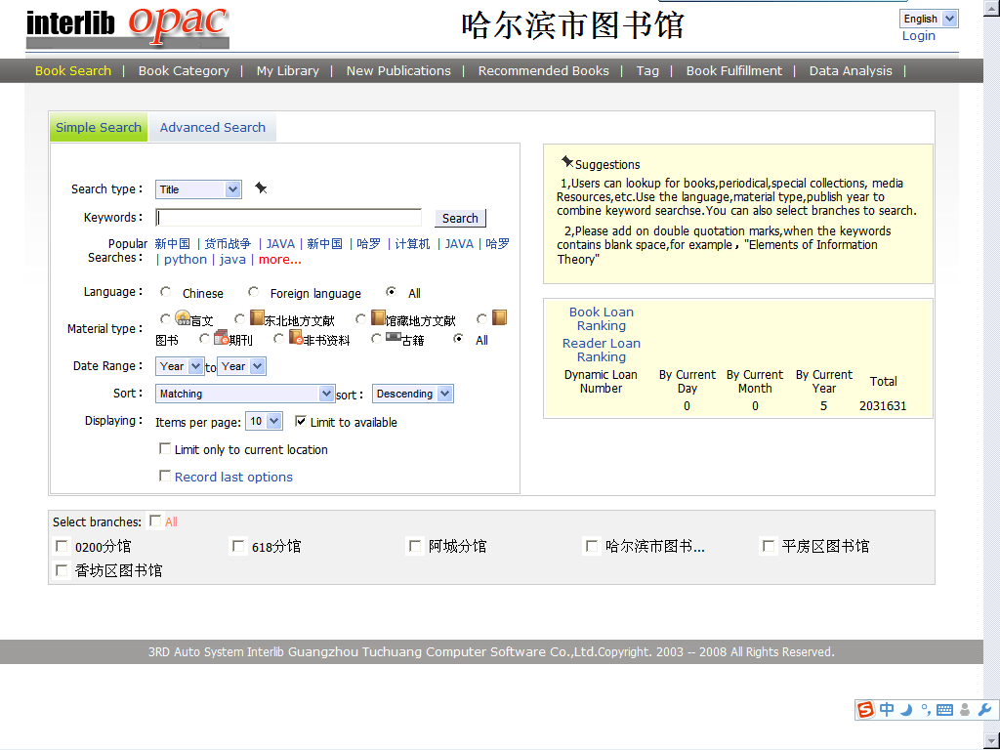 interlib opac
哈尔滨市图书馆
English
Login
Book Search | Book Category | My Library | New Publications | Recommended Books | Tag | Book Fulfillment | Data Analysis |
Simple Search
Advanced Search
Search type：
Title
Keywords：
Search
Popular Searches：
新中国 | 货币战争 | JAVA | 新中国 | 哈罗 | 计算机 | JAVA | 哈罗
| python | java | more...
Language：
Chinese
Foreign language
All
Material type：
盲文
东北地方文献
馆藏地方文献
图书
期刊
非书资料
古籍
All
Date Range：
Year to Year
Sort：
Matching
sort：
Descending
Displaying：
Items per page: 10
Limit to available
Limit only to current location
Record last options
Suggestions
1,Users can lookup for books,periodical,special collections, media
Resources,etc.Use the language,material type,publish year to
combine keyword searchse.You can also select branches to search.
2,Please add on double quotation marks,when the keywords
contains blank space,for example，"Elements of Information
Theory"
Book Loan
Ranking
Reader Loan
Ranking
Dynamic Loan
Number
By Current
Day
By Current
Month
By Current
Year
Total
0
0
5
2031631
Select branches:
All
0200分馆
618分馆
阿城分馆
哈尔滨市图书...
平房区图书馆
香坊区图书馆
3RD Auto System Interlib Guangzhou Tuchuang Computer Software Co.,Ltd.Copyright. 2003 -- 2008 All Rights Reserved.
S 中